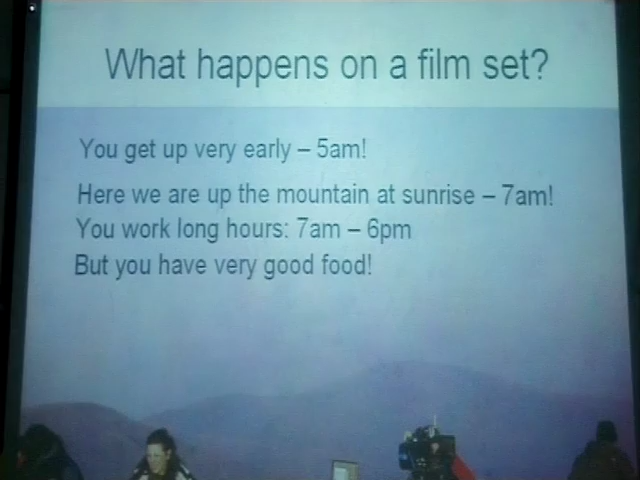 What happens on a film set?
You get up very early – 5am!
Here we are up the mountain at sunrise – 7am!
You work long hours: 7am – 6pm
But you have very good food!